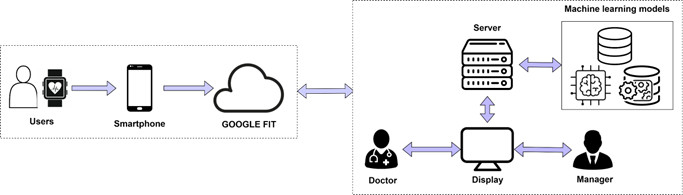 Machine learning models
Server
Users
Smartphone
GOOGLE FIT
Doctor
Display
Manager